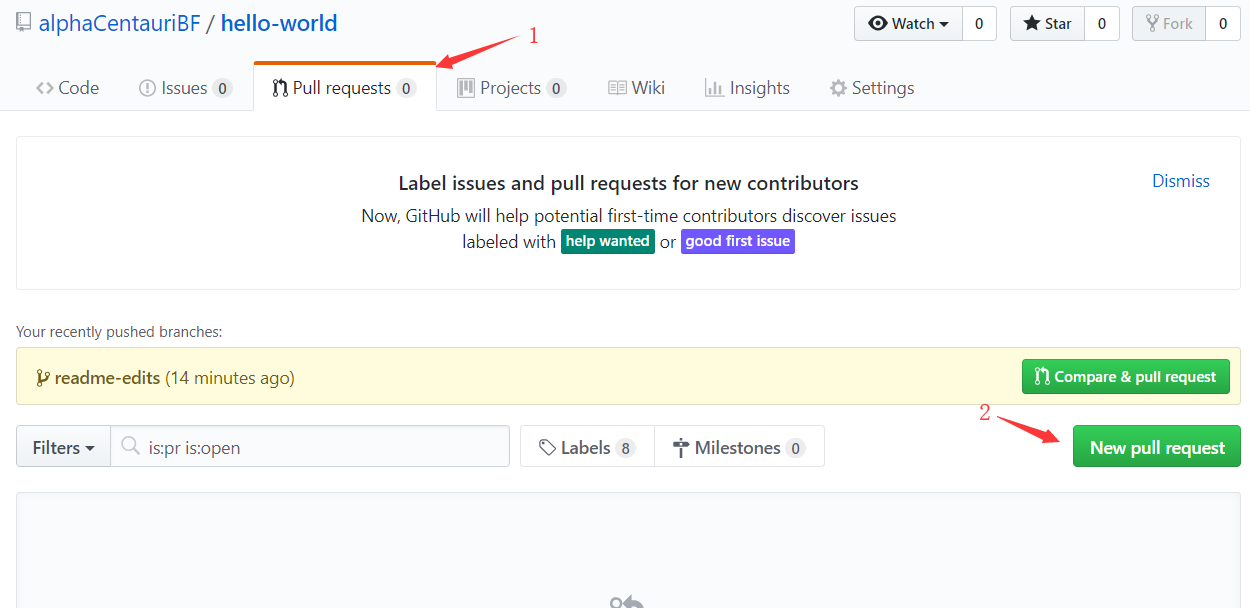 alphaCentauriBF / hello-world
Watch 0 Star 0 Fork 0
1
Code Issues 0 Pull requests 0 Projects 0 Wiki Insights Settings
Label issues and pull requests for new contributors
Dismiss
Now, GitHub will help potential first-time contributors discover issues
labeled with help wanted or good first issue
Your recently pushed branches:
readme-edits (14 minutes ago) Compare & pull request
2
Filters is:pr is:open Labels 8 Milestones 0 New pull request